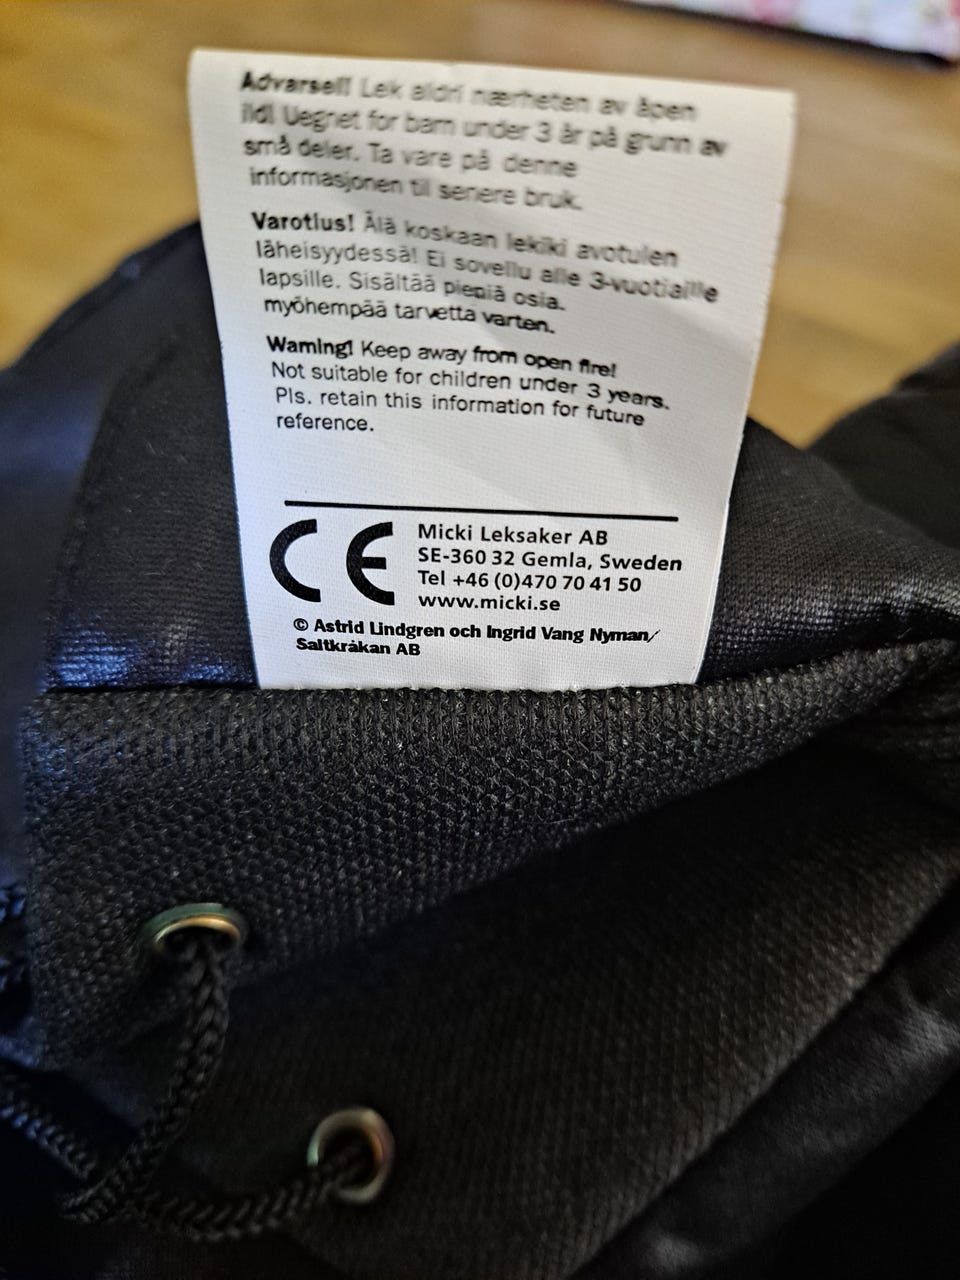 Advarsel! Lek aldri nærheten av åpen
ild! Uegnet for barn under 3 år på grunn av
små deler. Ta vare på denne
informasjonen til senere bruk.
Varotius! Älä koskaan lekiki avotulen
läheisyydessä! Ei sovellu alle 3-vuotiaille
lapsille. Sisältää pieniä osia.
myöhempää tarvetta varten.
Warning! Keep away from open fire!
Not suitable for children under 3 years.
Pls. retain this information for future
reference.
CE
Micki Leksaker AB
SE-360 32 Gemla, Sweden
Tel +46 (0)470 70 41 50
www.micki.se
© Astrid Lindgren och Ingrid Vang Nyman/
Saltkråkan AB